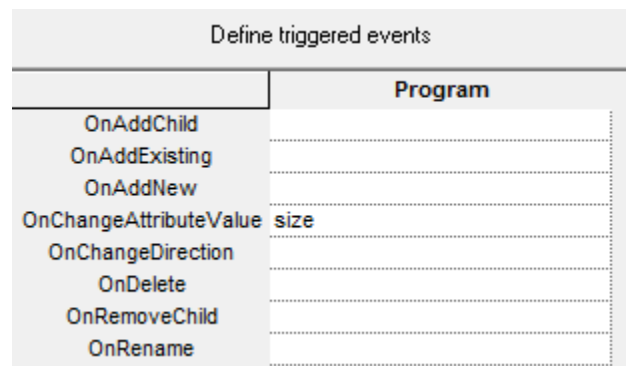 Define triggered events
Program
OnAddChild
OnAddExisting
OnAddNew
OnChangeAttributeValue size
OnChangeDirection
OnDelete
OnRemoveChild
OnRename